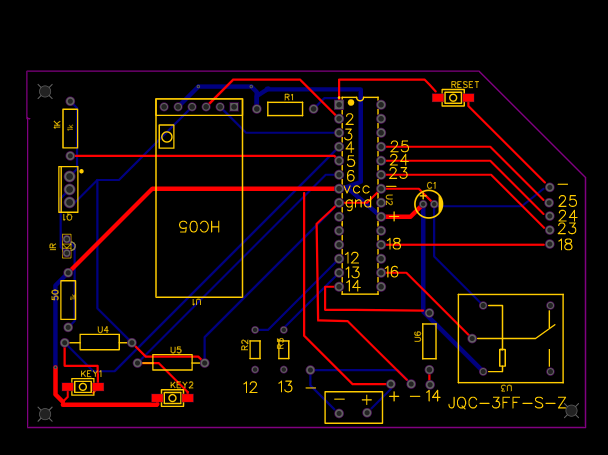 RESET
R1
1K
1k
2
3
4
5
6
vcc
gnd
25
24
23
−
U2
C1
+
+
−
25
24
23
18
18
Q1
HC05
IR
12
13
14
16
50
U1
U4
U5
R2
R3
U6
U3
KEY1
KEY2
12
13
−
+
−
14
−
+
JQC-3FF-S-Z